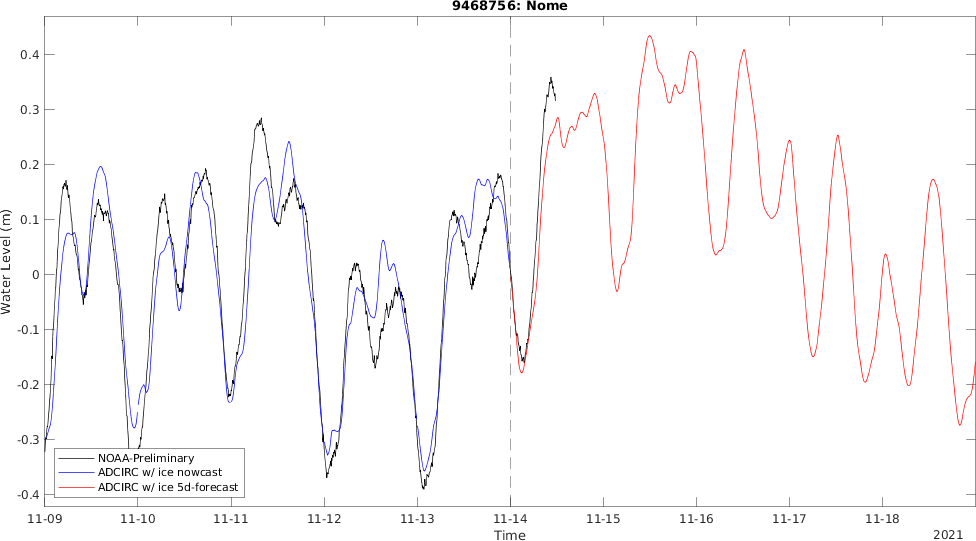 9468756: Nome
Water Level (m)
0.4
0.3
0.2
0.1
0
-0.1
-0.2
-0.3
-0.4
NOAA-Preliminary
ADCIRC w/ ice nowcast
ADCIRC w/ ice 5d-forecast
11-09 11-10 11-11 11-12 11-13 11-14 11-15 11-16 11-17 11-18
Time
2021